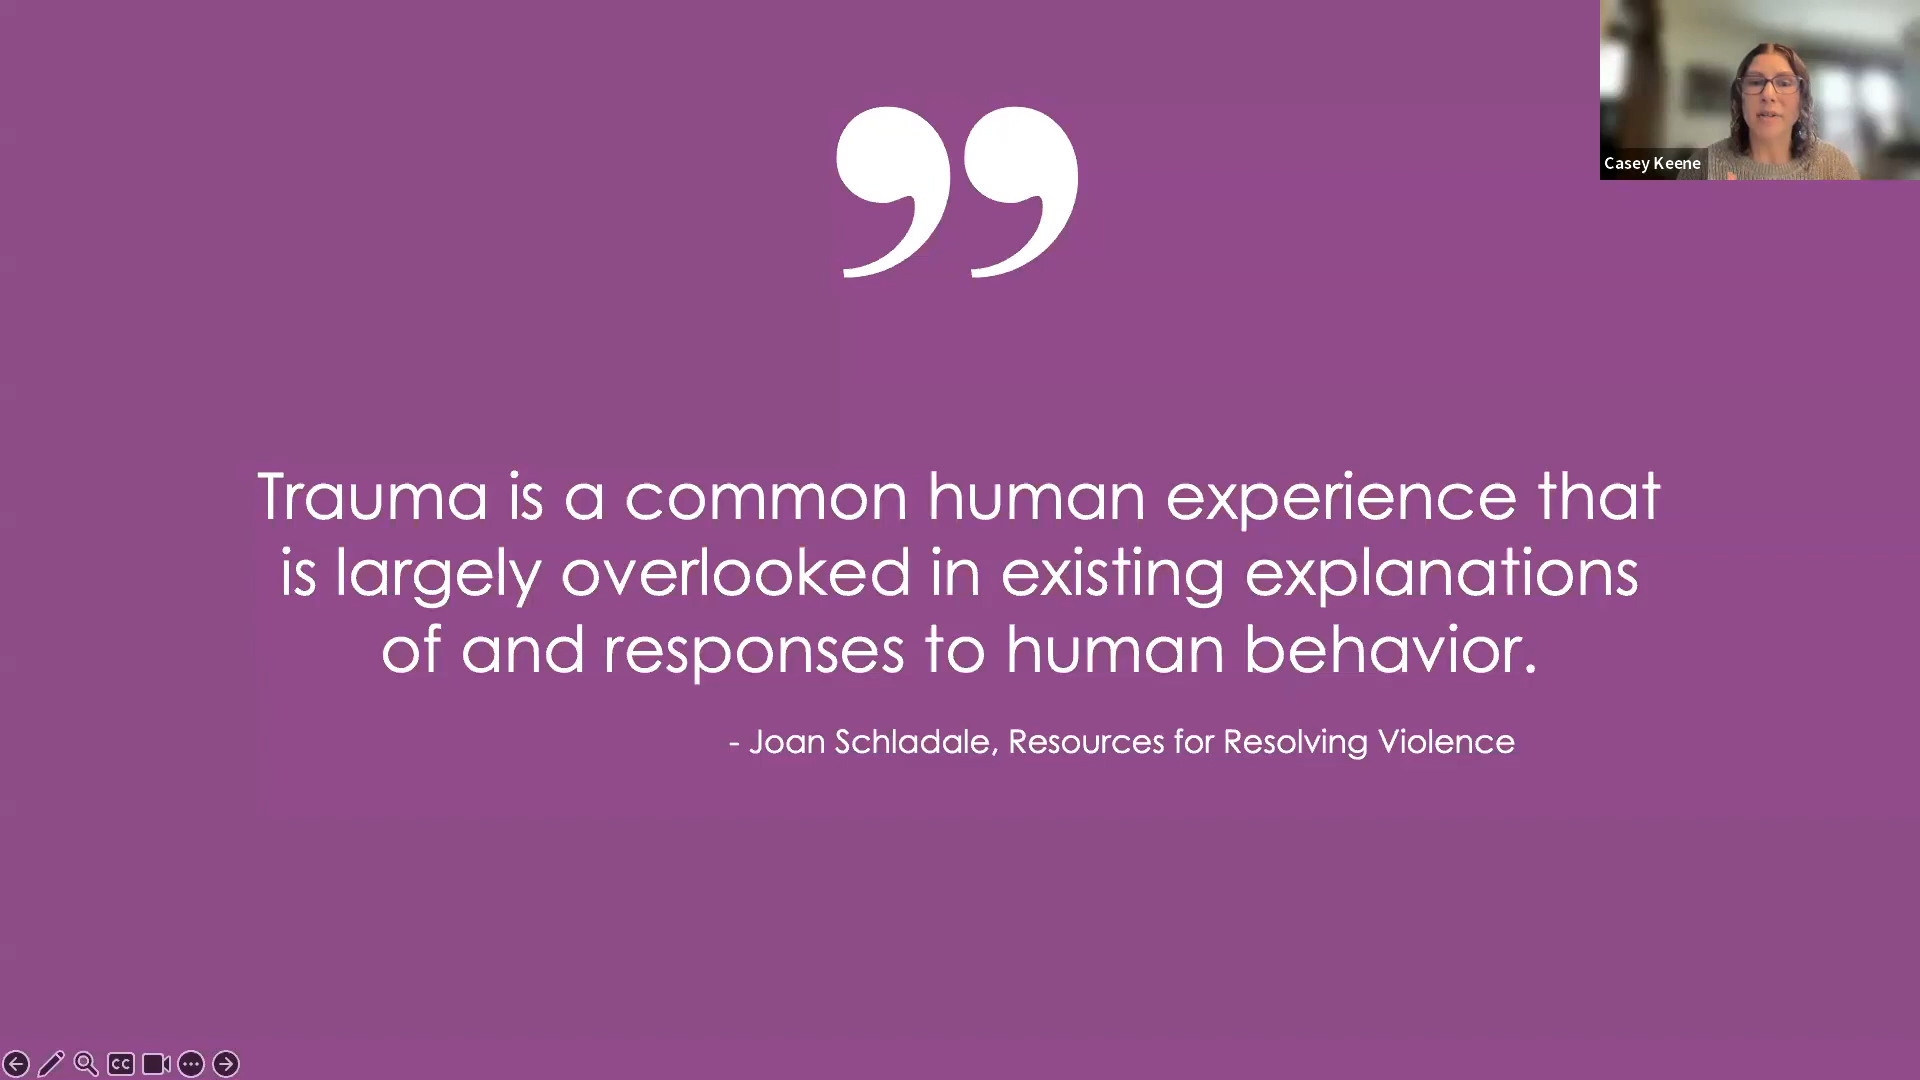 Casey Keene
”
Trauma is a common human experience that
is largely overlooked in existing explanations
of and responses to human behavior.
- Joan Schladale, Resources for Resolving Violence
CC